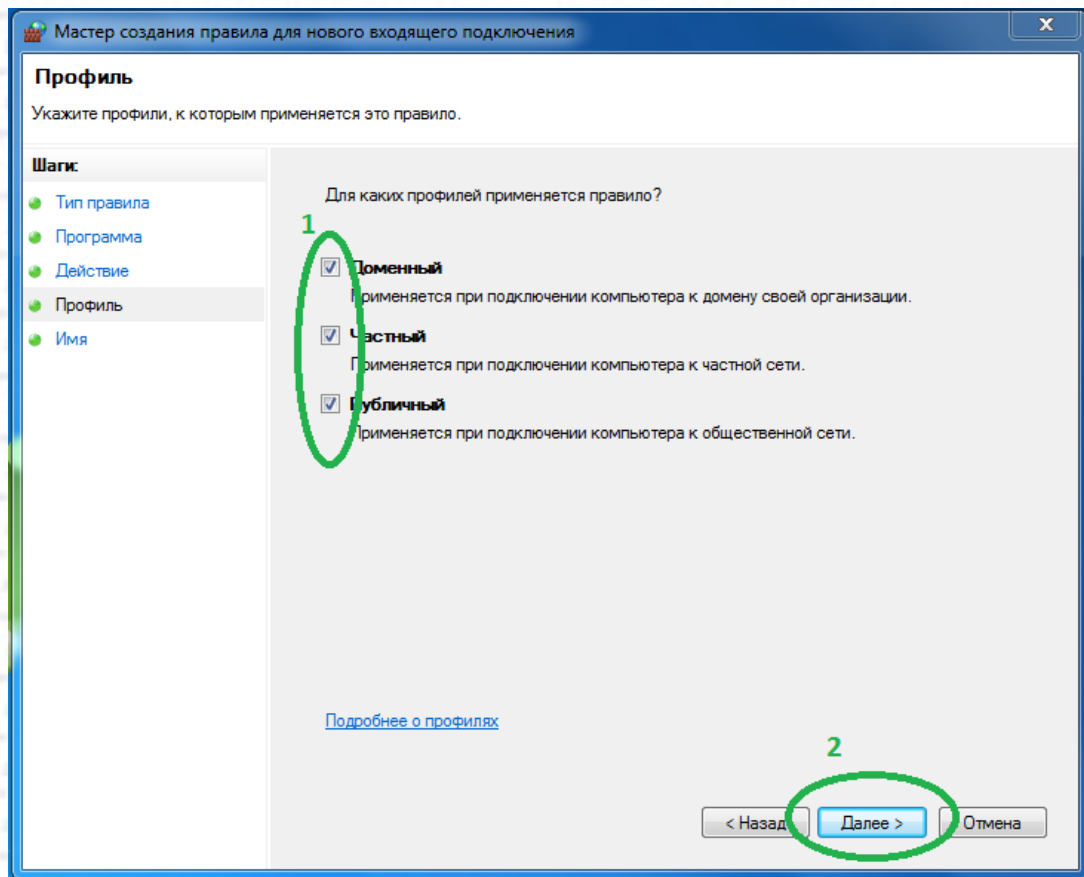 Мастер создания правила для нового входящего подключения
Профиль
Укажите профили, к которым применяется это правило.
Шаги:
Тип правила
Программа
Действие
Профиль
Имя
Для каких профилей применяется правило?
1
Доменный
Применяется при подключении компьютера к домену своей организации.
Частный
Применяется при подключении компьютера к частной сети.
Публичный
Применяется при подключении компьютера к общественной сети.
Подробнее о профилях
2
< Назад
Далее >
Отмена